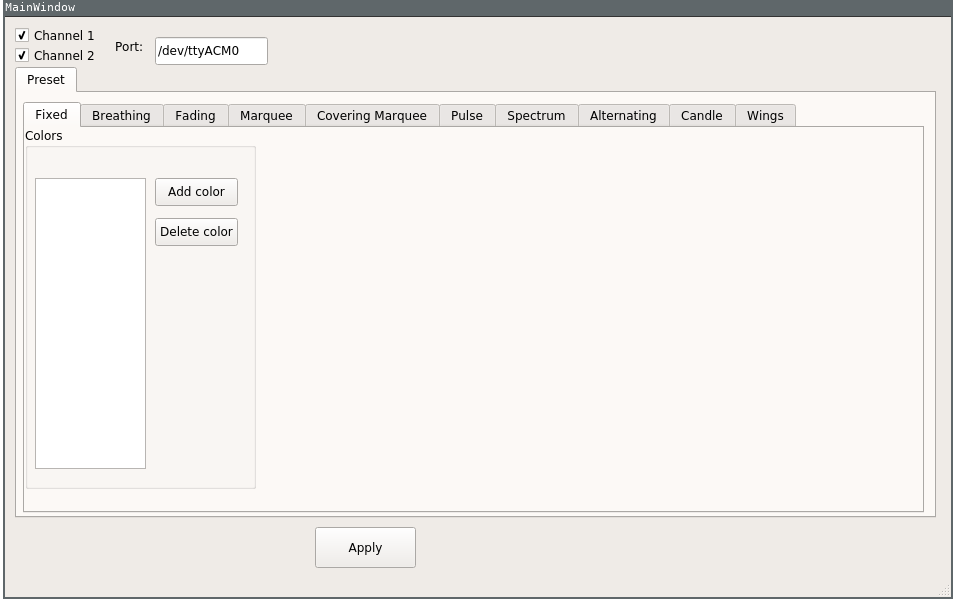 MainWindow
Channel 1
Channel 2
Port:
/dev/ttyACM0
Preset
Fixed Breathing Fading Marquee Covering Marquee Pulse Spectrum Alternating Candle Wings
Colors
Add color
Delete color
Apply